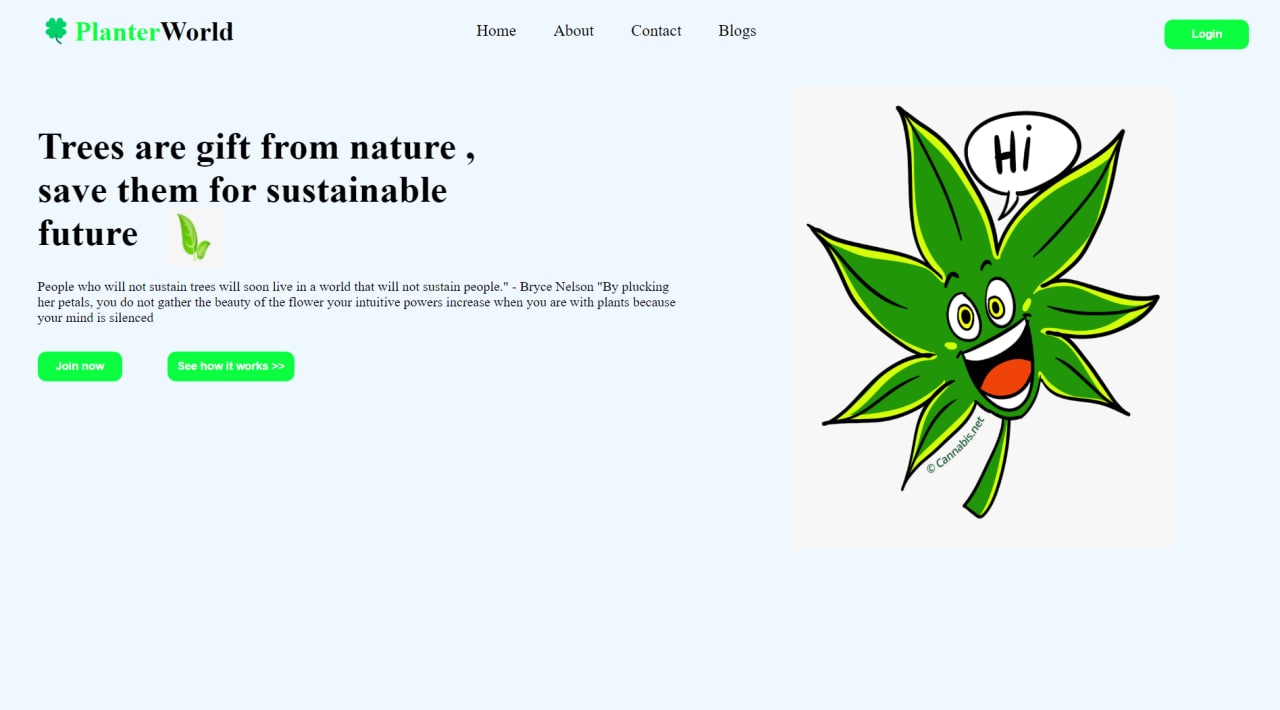 PlanterWorld
Home About Contact Blogs
Login
Trees are gift from nature ,
save them for sustainable
future
People who will not sustain trees will soon live in a world that will not sustain people." - Bryce Nelson "By plucking
her petals, you do not gather the beauty of the flower your intuitive powers increase when you are with plants because
your mind is silenced
Join now
See how it works >>
Hi
© Cannabis.net